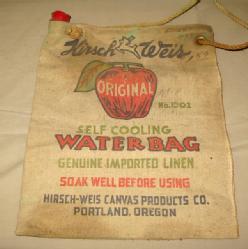 Hirsch-Weis
ORIGINAL
No. 1002
SELF COOLING
WATER BAG
GENUINE IMPORTED LINEN
SOAK WELL BEFORE USING
HIRSCH-WEIS CANVAS PRODUCTS CO.
PORTLAND, OREGON